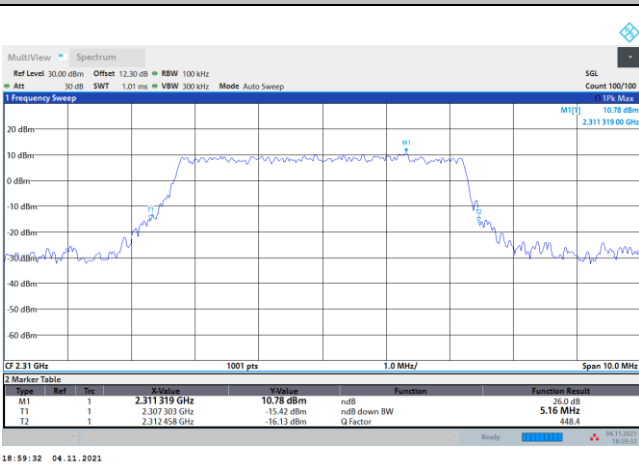 MultiView Spectrum
Ref Level 30.00 dBm Offset 12.30 dB RBW 100 kHz SGL
Att 30 dB SWT 1.01 ms VBW 300 kHz Mode Auto Sweep Count 100/100
1 Frequency Sweep 1Pk Max
M1[1] 10.78 dBm
2.311 319 00 GHz
M1
20 dBm
10 dBm
0 dBm
-10 dBm
T1
T2
-20 dBm
-30 dBm
-40 dBm
-50 dBm
-60 dBm
CF 2.31 GHz 1001 pts 1.0 MHz/ Span 10.0 MHz
2 Marker Table
Type Ref Trc X-Value Y-Value Function Function Result
M1 1 2.311 319 GHz 10.78 dBm ndB 26.0 dB
T1 1 2.307 303 GHz -15.42 dBm ndB down BW 5.16 MHz
T2 1 2.312 458 GHz -16.13 dBm Q Factor 448.4
Ready 04.11.2021
18:59:32
18:59:32 04.11.2021